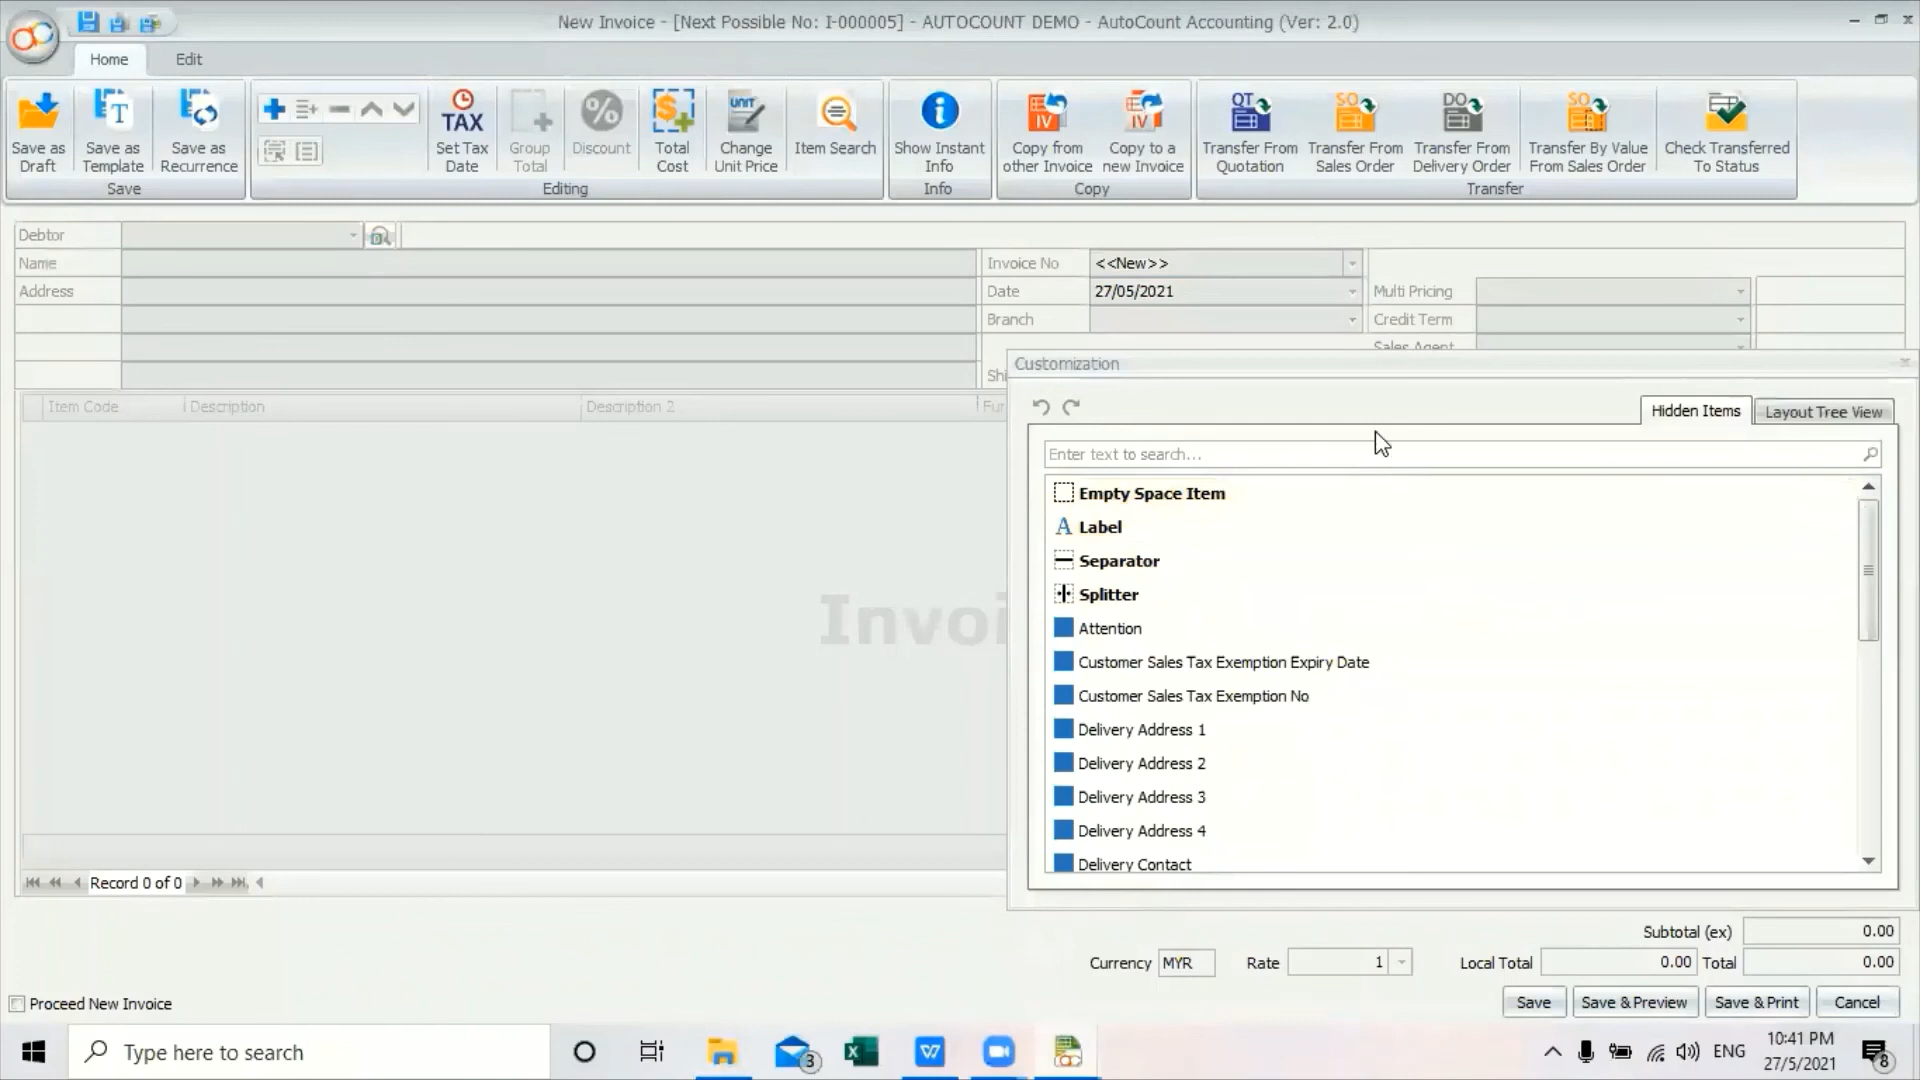 New Invoice - [Next Possible No: I-000005] - AUTOCOUNT DEMO - AutoCount Accounting (Ver: 2.0)
Home Edit
Save as Draft
Save as Template
Save as Recurrence
Save
TAX
Set Tax Date
Group Total
%
Discount
$
Total Cost
UNIT
Change Unit Price
Item Search
Editing
Show Instant Info
Info
IV
Copy from other Invoice
IV
Copy to a new Invoice
Copy
QT
Transfer From Quotation
SO
Transfer From Sales Order
DO
Transfer From Delivery Order
SO
Transfer By Value From Sales Order
Check Transferred To Status
Transfer
Debtor
Name
Address
Invoice No <<New>>
Date 27/05/2021
Branch
Multi Pricing
Credit Term
Sales Agent
Shi
Item Code Description Description 2 Fur
Invoi
Record 0 of 0
Customization
Hidden Items Layout Tree View
Enter text to search...
Empty Space Item
A Label
Separator
Splitter
Attention
Customer Sales Tax Exemption Expiry Date
Customer Sales Tax Exemption No
Delivery Address 1
Delivery Address 2
Delivery Address 3
Delivery Address 4
Delivery Contact
Subtotal (ex) 0.00
Currency MYR Rate 1 Local Total 0.00 Total 0.00
Proceed New Invoice
Save Save & Preview Save & Print Cancel
Type here to search
3
ENG
10:41 PM
27/5/2021
8